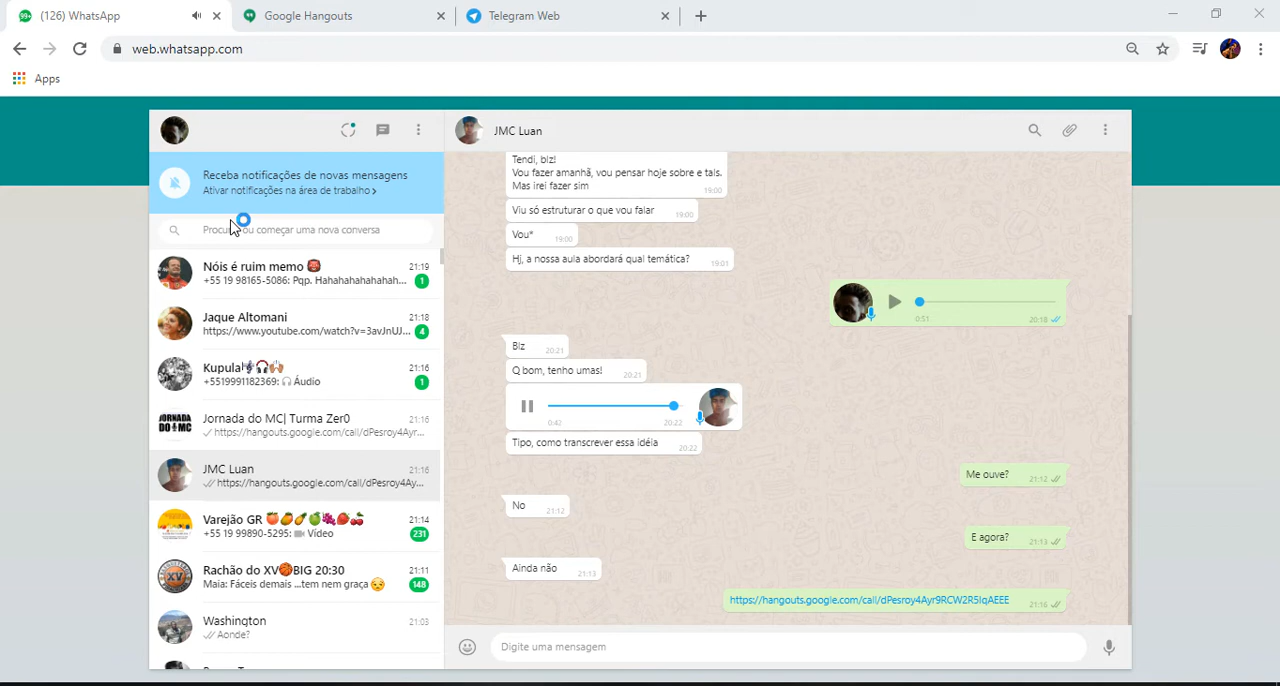 99+
(126) WhatsApp
Google Hangouts
Telegram Web
web.whatsapp.com
Apps
JMC Luan
Receba notificações de novas mensagens
Ativar notificações na área de trabalho >
ou começar uma nova conversa
Nóis é ruim memo
21:19
+55 19 98165-5086: Pqp. Hahahahahahahah...
1
Jaque Altomani
21:18
https://www.youtube.com/watch?v=3avJnUJ...
4
Kupula
21:16
+5519991182369: Áudio
1
JORNADA DO MC
Jornada do MC| Turma Zer0
21:16
https://hangouts.google.com/call/dPesroy4Ayr...
JMC Luan
21:16
https://hangouts.google.com/call/dPesroy4Ay...
Varejão GR
21:14
+55 19 99890-5295: Vídeo
231
XV
Rachão do XV BIG 20:30
21:11
Maia: Fáceis demais ...tem nem graça
148
Washington
21:03
Aonde?
Tendi, blz!
Vou fazer amanhã, vou pensar hoje sobre e tals.
Mas irei fazer sim
19:00
Viu só estruturar o que vou falar
19:00
Vou*
19:00
Hj, a nossa aula abordará qual temática?
19:01
0:51
20:18
Blz
20:21
Q bom, tenho umas!
20:21
0:42
20:22
Tipo, como transcrever essa idéia
20:22
Me ouve?
21:12
No
21:12
E agora?
21:13
Ainda não
21:13
https://hangouts.google.com/call/dPesroy4Ayr9RCW2R5IqAEEE
21:16
Digite uma mensagem